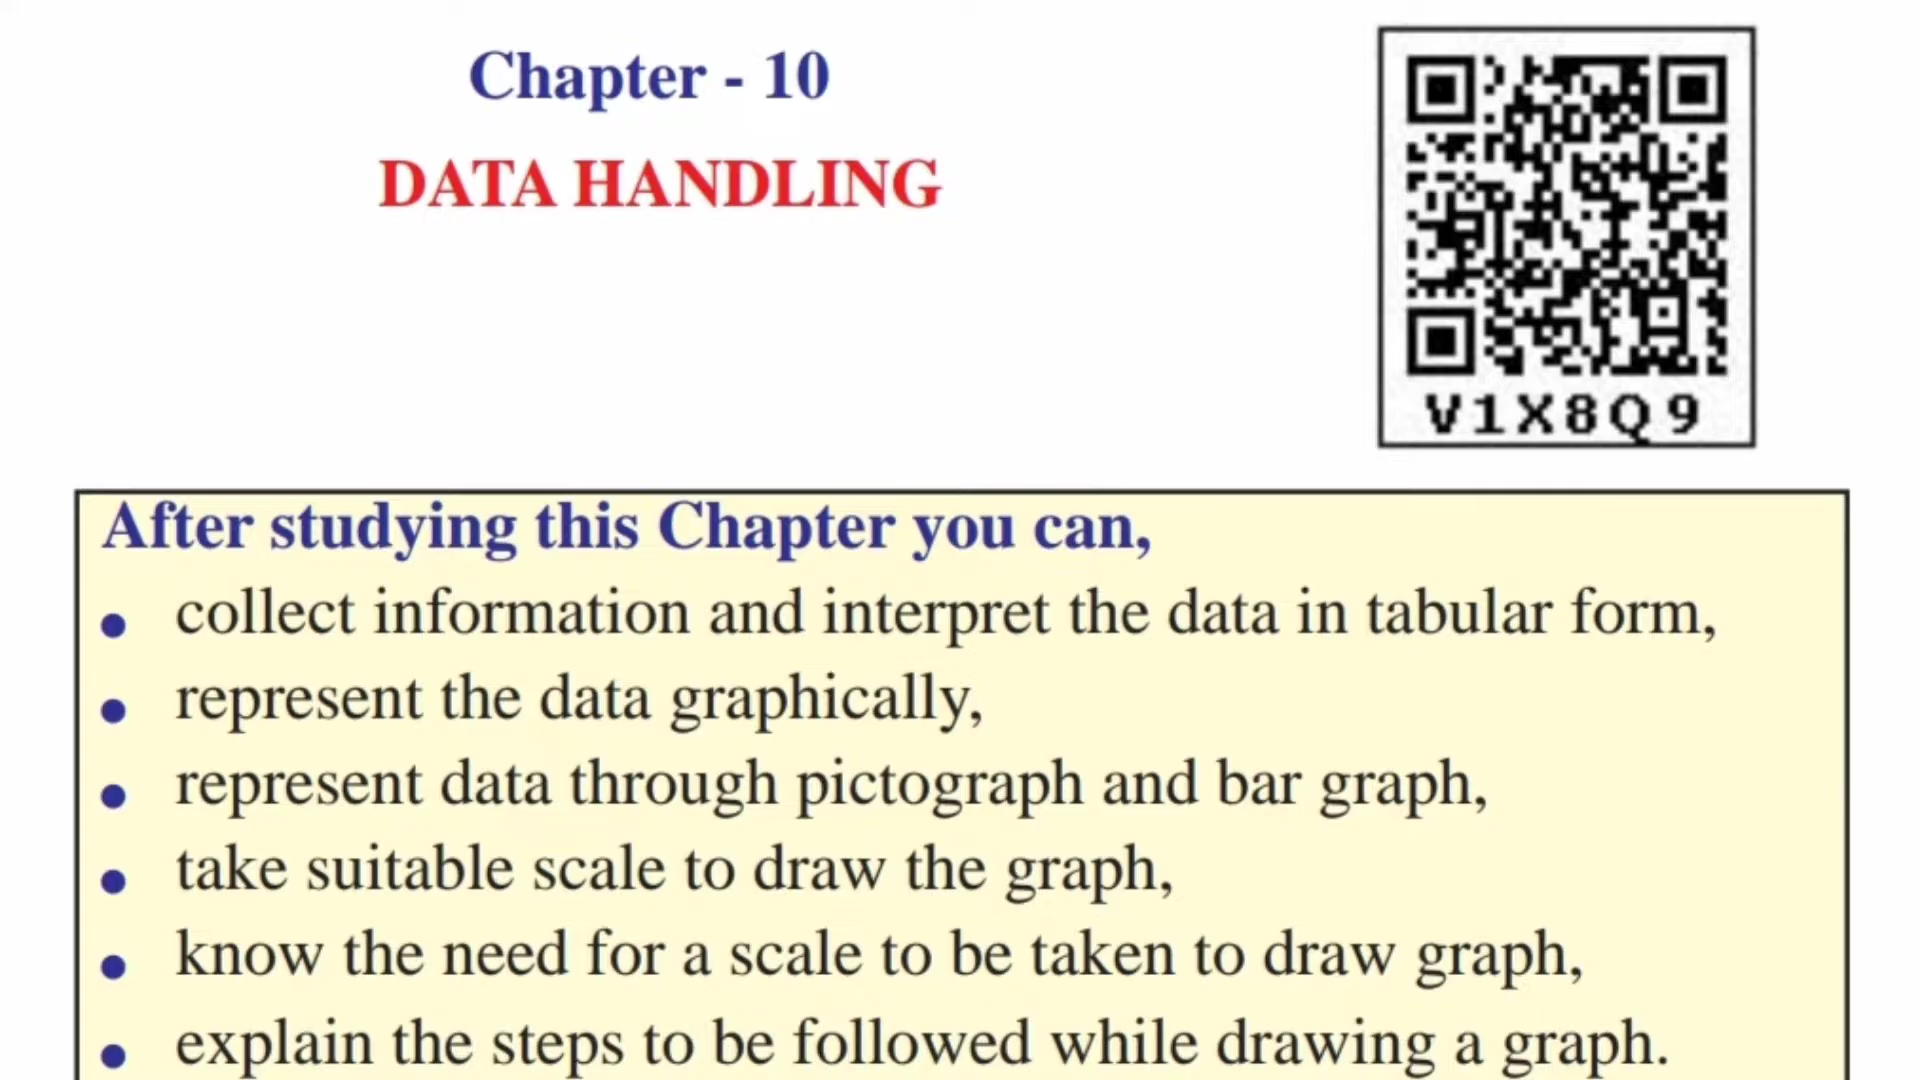 Chapter - 10
DATA HANDLING
V1X8Q9
After studying this Chapter you can,
• collect information and interpret the data in tabular form,
• represent the data graphically,
• represent data through pictograph and bar graph,
• take suitable scale to draw the graph,
• know the need for a scale to be taken to draw graph,
• explain the steps to be followed while drawing a graph.